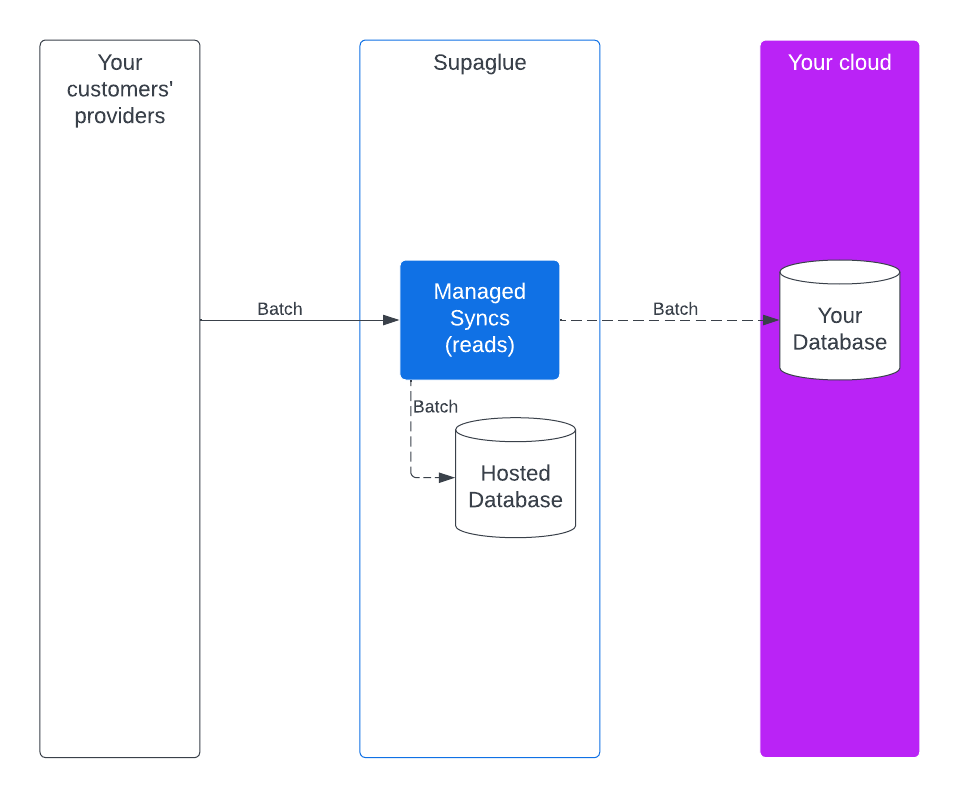 Your
customers'
providers
Supaglue
Your cloud
Batch
Managed
Syncs
(reads)
Batch
Your
Database
Batch
Hosted
Database